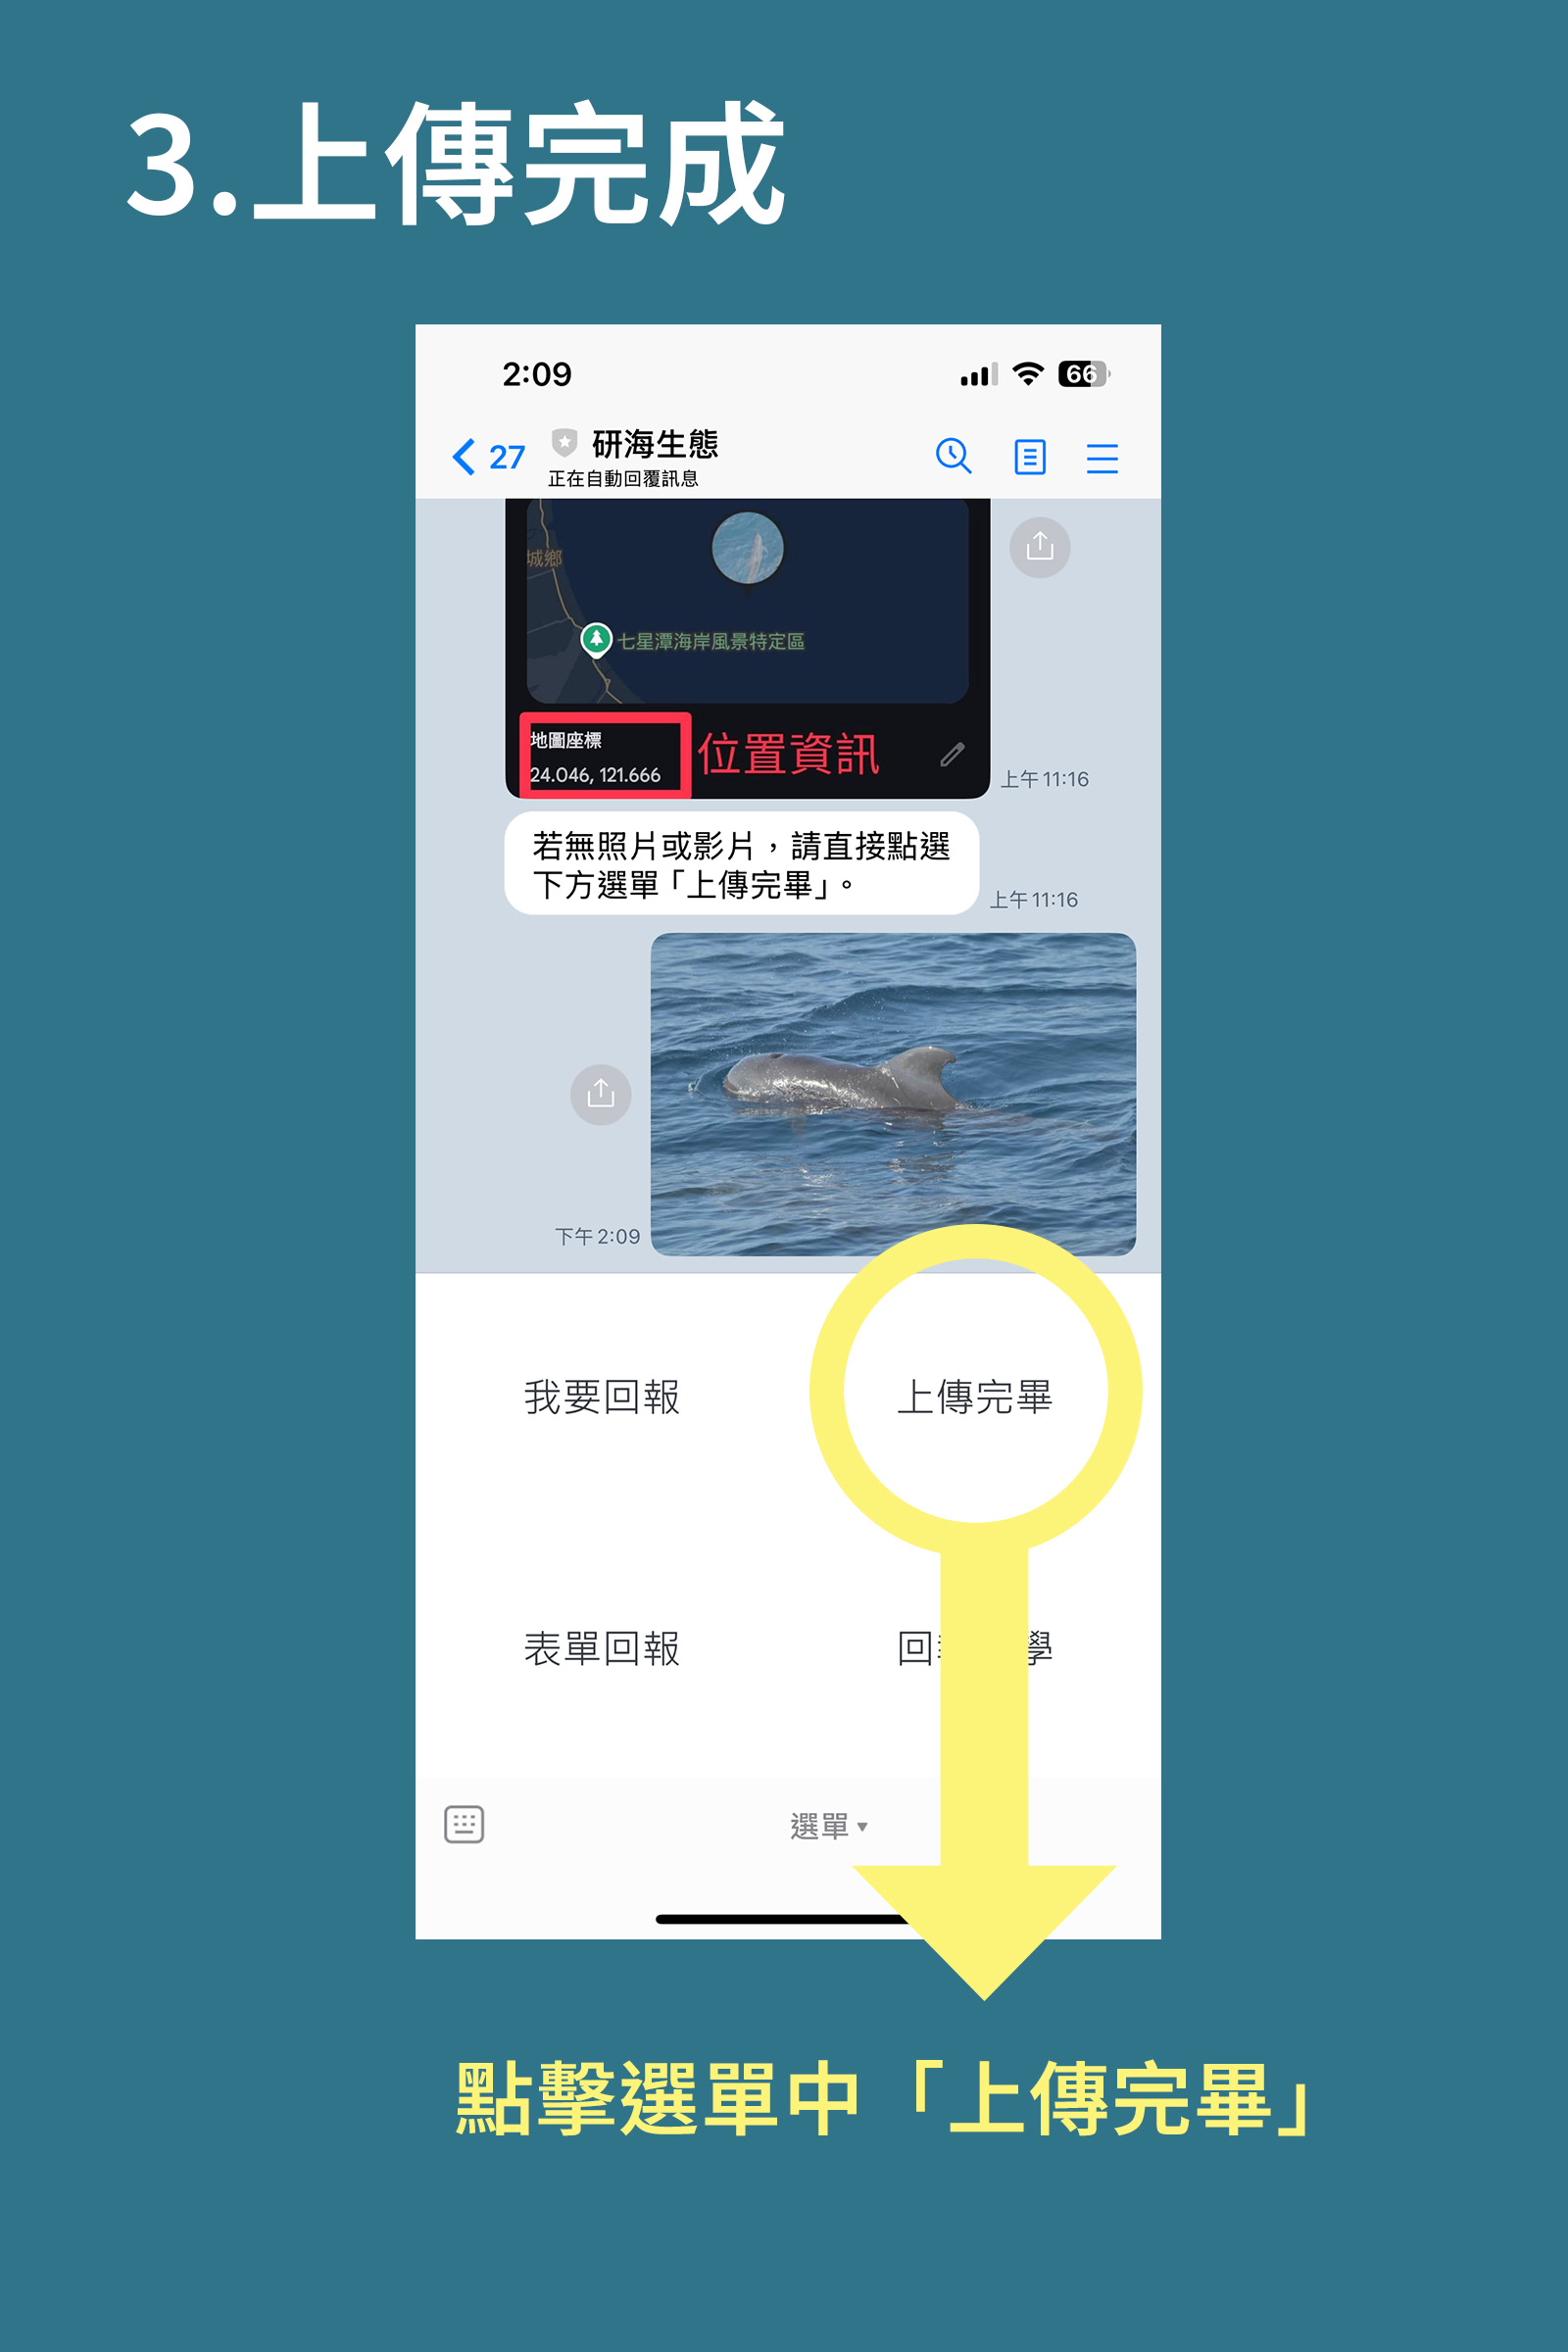 3.上傳完成
2:09
66
27
研海生態
正在自動回覆訊息
城鄉
七星潭海岸風景特定區
地圖座標
24.046, 121.666
位置資訊
上午 11:16
若無照片或影片，請直接點選
下方選單「上傳完畢」。
上午 11:16
下午 2:09
我要回報
上傳完畢
表單回報
回
學
選單▼
點擊選單中「上傳完畢」